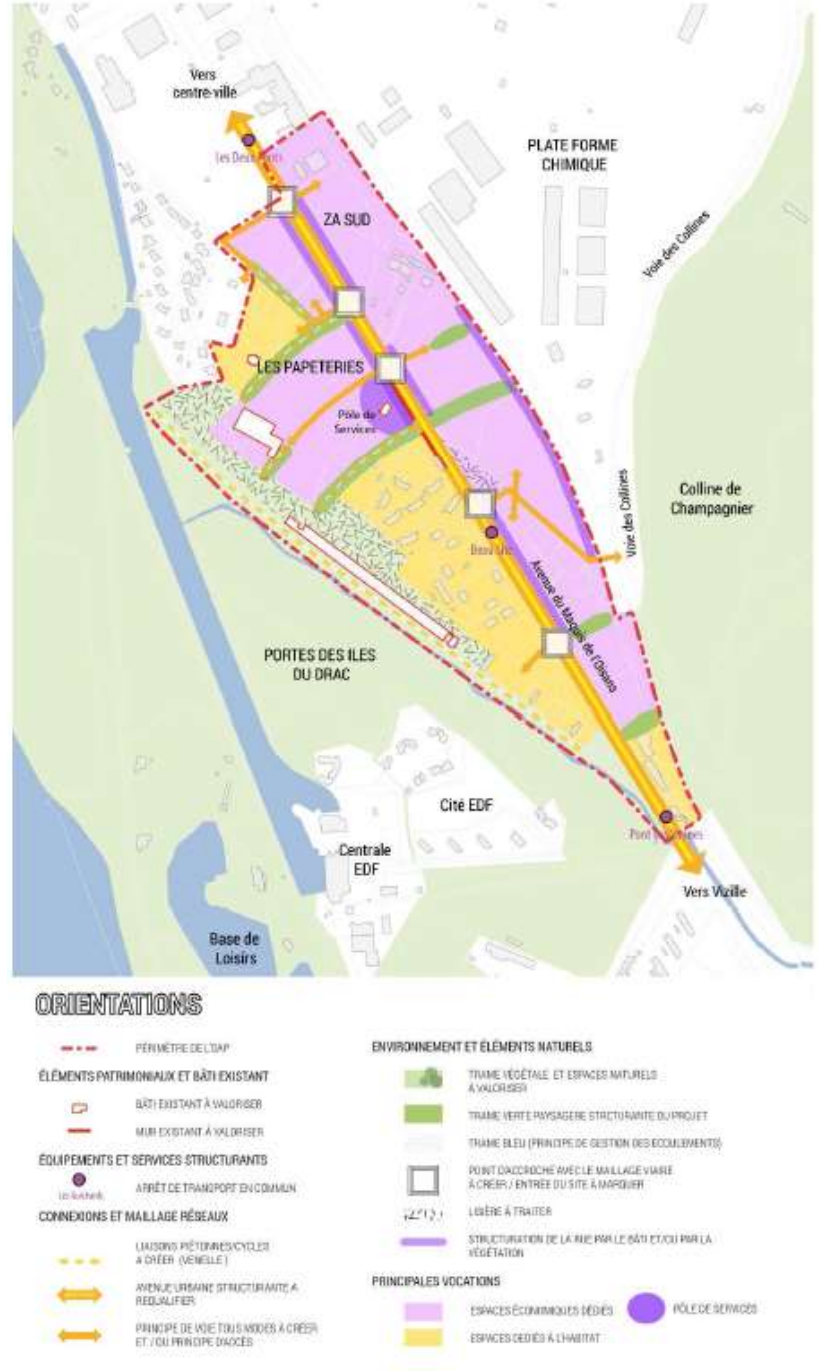 Vers
centre-ville
PLATE FORME
CHIMIQUE
ZA SUD
Voie des Collines
LES PAPETERIES
Pôle de
Services
Colline de
Champagnier
Voie des Collines
Avenue du Maquis de l'Oisans
PORTES DES ILES
DU DRAC
Cité EDF
Centrale
EDF
Vers Vizille
Base de
Loisirs
ORIENTATIONS
PÉRIMÈTRE DE L'OAP
ÉLÉMENTS PATRIMONIAUX ET BÂTI EXISTANT
BÂTI EXISTANT À VALORISER
MUR EXISTANT À VALORISER
ÉQUIPEMENTS ET SERVICES STRUCTURANTS
ARRÊT DE TRANSPORT EN COMMUN
CONNEXIONS ET MAILLAGE RÉSEAUX
LIAISONS PIÉTONNES/CYCLES
A CRÉER (VENELLE)
AVENUE URBAINE STRUCTURANTE A
REQUALIFIER
PRINCIPE DE VOIE TOUS MODES À CRÉER
ET / OU PRINCIPE D'ACCÈS
ENVIRONNEMENT ET ÉLÉMENTS NATURELS
TRAME VÉGÉTALE ET ESPACES NATURELS
À VALORISER
TRAME VERTE PAYSAGERE STRCTURANTE DU PROJET
TRAME BLEU (PRINCIPE DE GESTION DES ECOULEMENTS)
POINT D'ACCROCHE AVEC LE MAILLAGE VIAIRE
À CRÉER / ENTRÉE DU SITE À MARQUER
LISIÈRE À TRAITER
STRUCTURATION DE LA RUE PAR LE BÂTI ET/OU PAR LA
VÉGÉTATION
PRINCIPALES VOCATIONS
ESPACES ÉCONOMIQUES DÉDIÉS
PÔLE DE SERVICES
ESPACES DEDIÉS À L'HABITAT